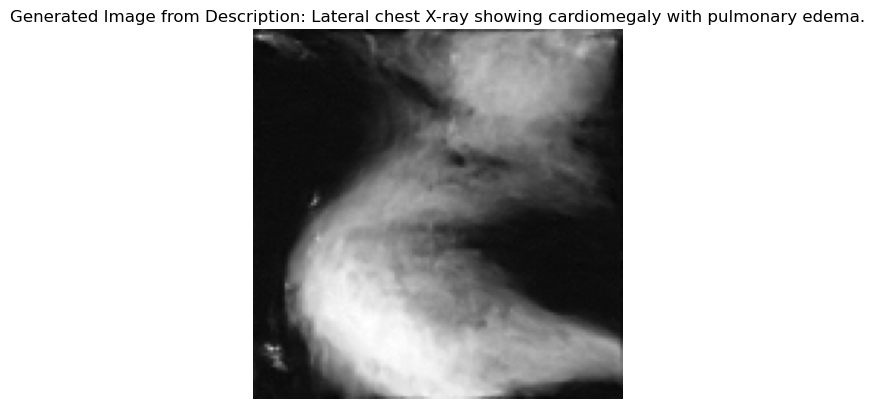 Generated Image from Description: Lateral chest X-ray showing cardiomegaly with pulmonary edema.